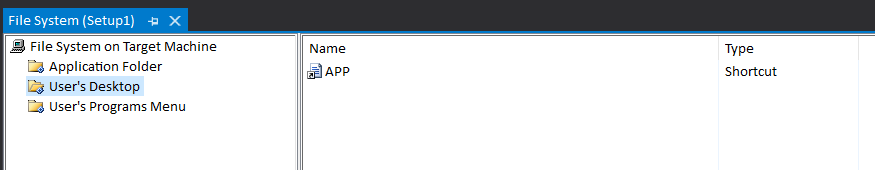 File System (Setup1)
File System on Target Machine
Application Folder
User's Desktop
User's Programs Menu
Name Type
APP Shortcut